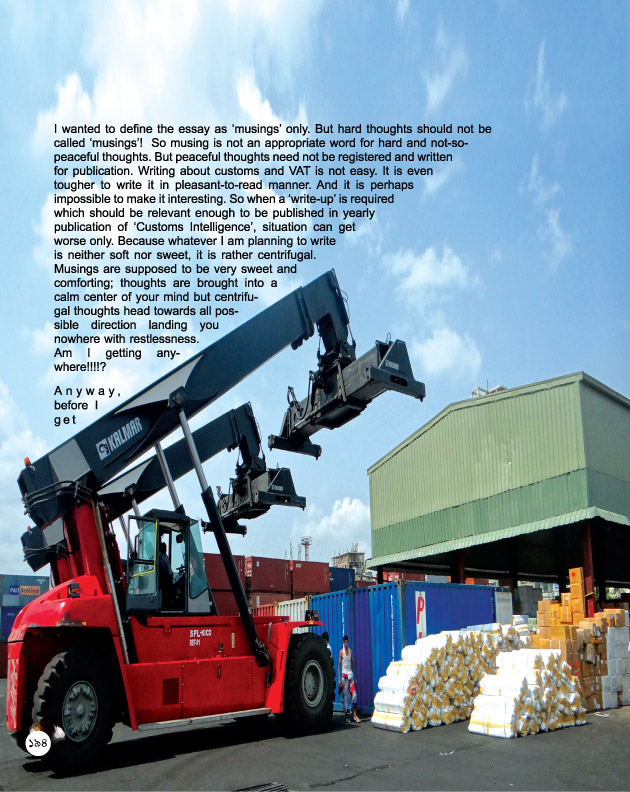 I wanted to define the essay as ‘musings’ only. But hard thoughts should not be
called ‘musings’! So musing is not an appropriate word for hard and not-so-
peaceful thoughts. But peaceful thoughts need not be registered and written
for publication. Writing about customs and VAT is not easy. It is even
tougher to write it in pleasant-to-read manner. And it is perhaps
impossible to make it interesting. So when a ‘write-up’ is required
which should be relevant enough to be published in yearly
publication of ‘Customs Intelligence’, situation can get
worse only. Because whatever I am planning to write
is neither soft nor sweet, it is rather centrifugal.
Musings are supposed to be very sweet and
comforting; thoughts are brought into a
calm center of your mind but centrifu-
gal thoughts head towards all pos-
sible direction landing you
nowhere with restlessness.
Am I getting any-
where!!!!?
Anyway,
before I
get
KALMAR
P
১৯৪